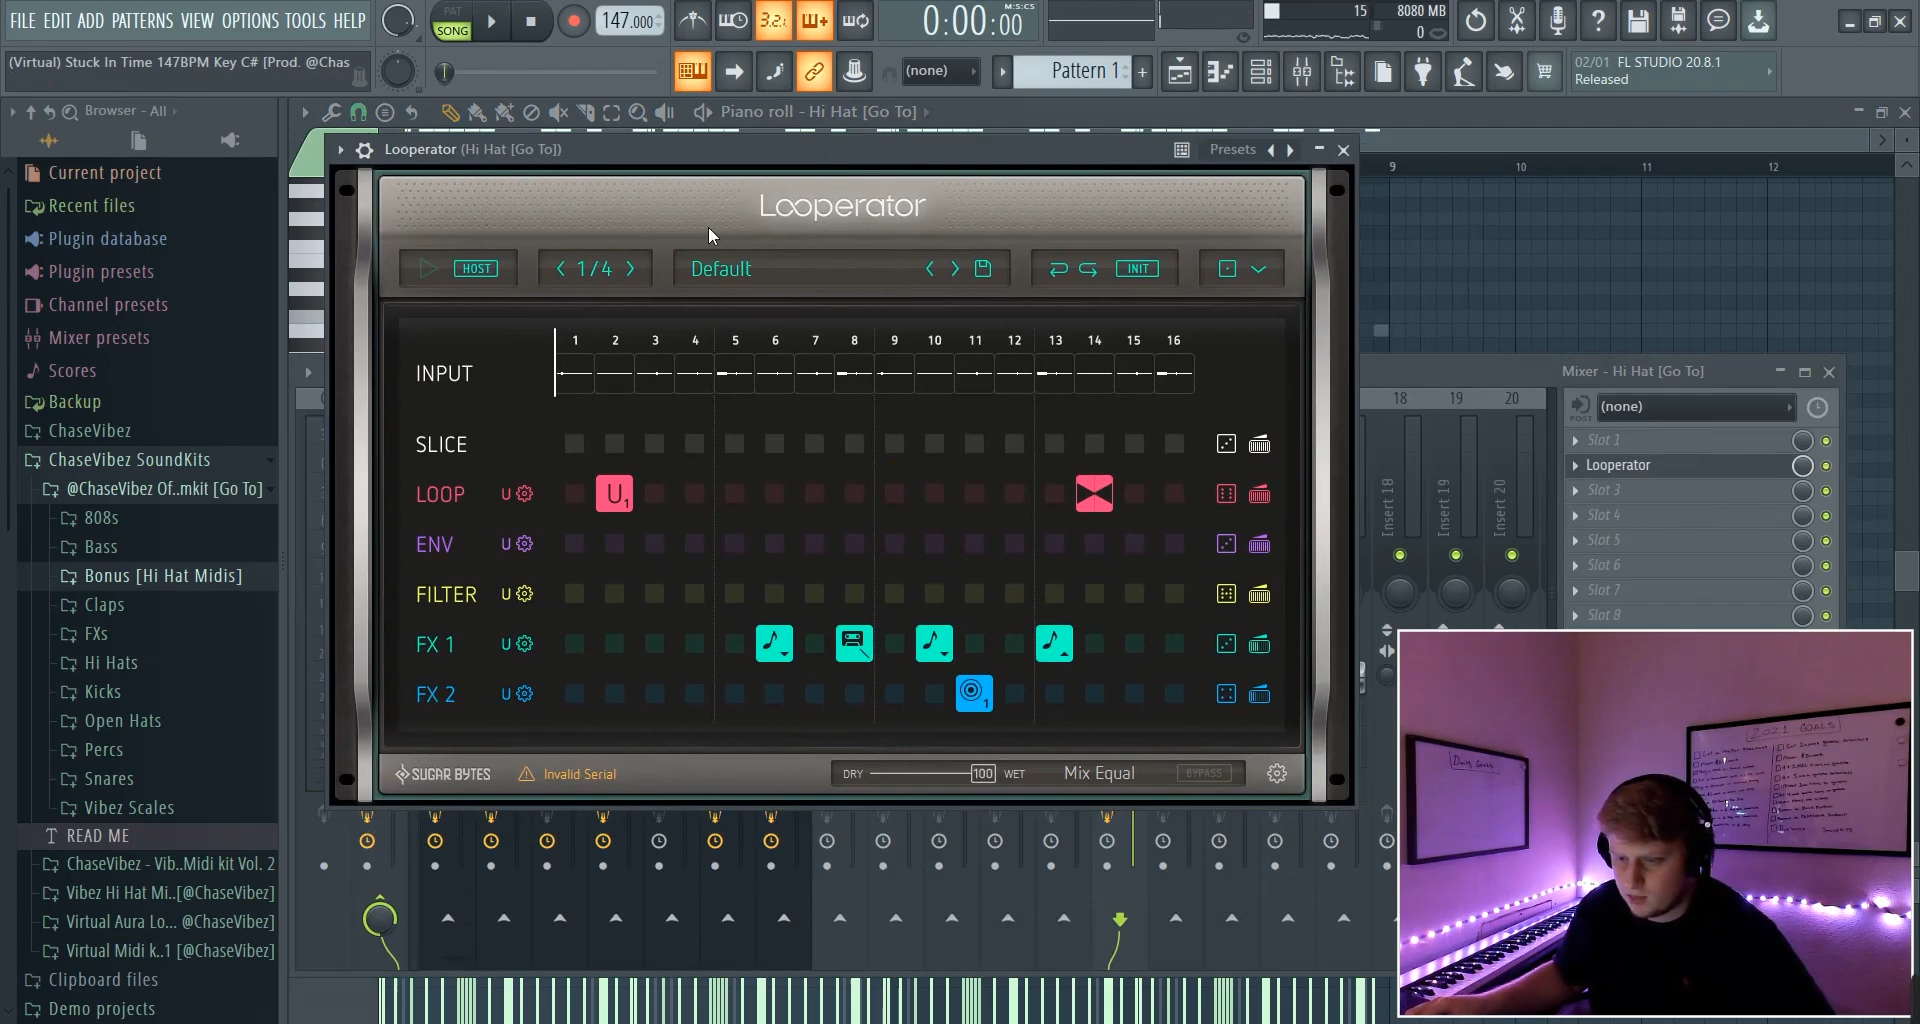 FILE EDIT ADD PATTERNS VIEW OPTIONS TOOLS HELP
PAT
SONG
147.000
3.2.1
0:00:00
M:S:CS
15
8080 MB
0
(Virtual) Stuck In Time 147BPM Key C# [Prod. @Chas
(none)
Pattern 1
02/01 FL STUDIO 20.8.1
Released
Browser - All
Piano roll - Hi Hat [Go To]
Current project
Recent files
Plugin database
Plugin presets
Channel presets
Mixer presets
Scores
Backup
ChaseVibez
ChaseVibez SoundKits
@ChaseVibez Of..mkit [Go To]
808s
Bass
Bonus [Hi Hat Midis]
Claps
FXs
Hi Hats
Kicks
Open Hats
Percs
Snares
Vibez Scales
READ ME
ChaseVibez - Vib..Midi kit Vol. 2
Vibez Hi Hat Mi..[@ChaseVibez]
Virtual Aura Lo... @ChaseVibez]
Virtual Midi k..1 [@ChaseVibez]
Clipboard files
Demo projects
Looperator (Hi Hat [Go To])
Presets
Looperator
HOST
1/4
Default
INIT
1 2 3 4 5 6 7 8 9 10 11 12 13 14 15 16
INPUT
SLICE
LOOP U
U1
ENV U
FILTER U
FX 1 U
FX 2 U
1
SUGAR BYTES
Invalid Serial
DRY 100 WET
Mix Equal
BYPASS
9 10 11 12
18 19 20
Insert 18
Insert 19
Insert 20
Mixer - Hi Hat [Go To]
POST
(none)
Slot 1
Looperator
Slot 3
Slot 4
Slot 5
Slot 6
Slot 7
Slot 8
2021 GOALS